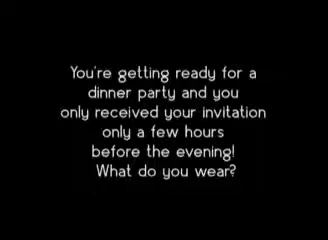 You're getting ready for a
dinner party and you
only received your invitation
only a few hours
before the evening!
What do you wear?